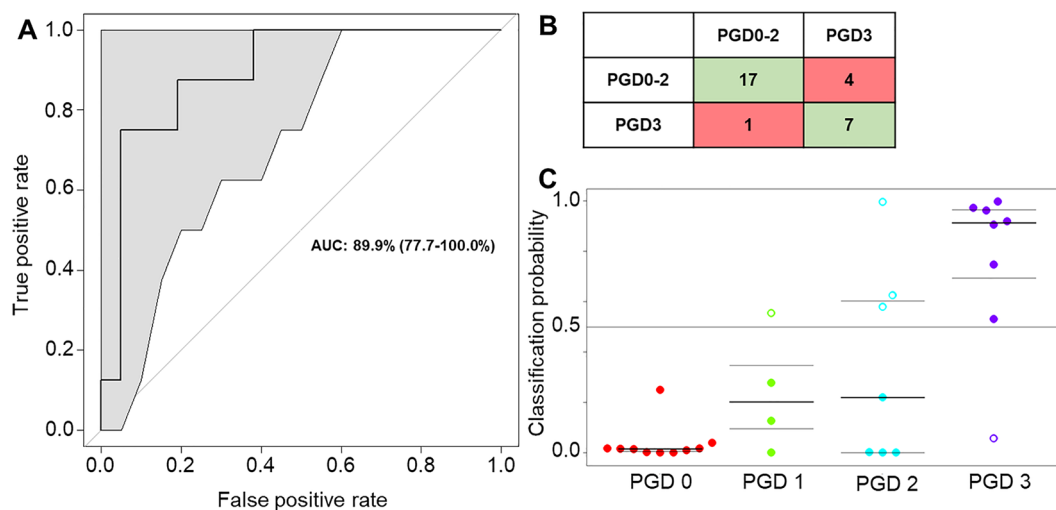 A
1.0
0.8
0.6
0.4
0.2
0.0
True positive rate
AUC: 89.9% (77.7-100.0%)
0.0 0.2 0.4 0.6 0.8 1.0
False positive rate
B
PGD0-2 PGD3
PGD0-2 17 4
PGD3 1 7
C
1.0
0.5
0.0
Classification probability
PGD 0 PGD 1 PGD 2 PGD 3